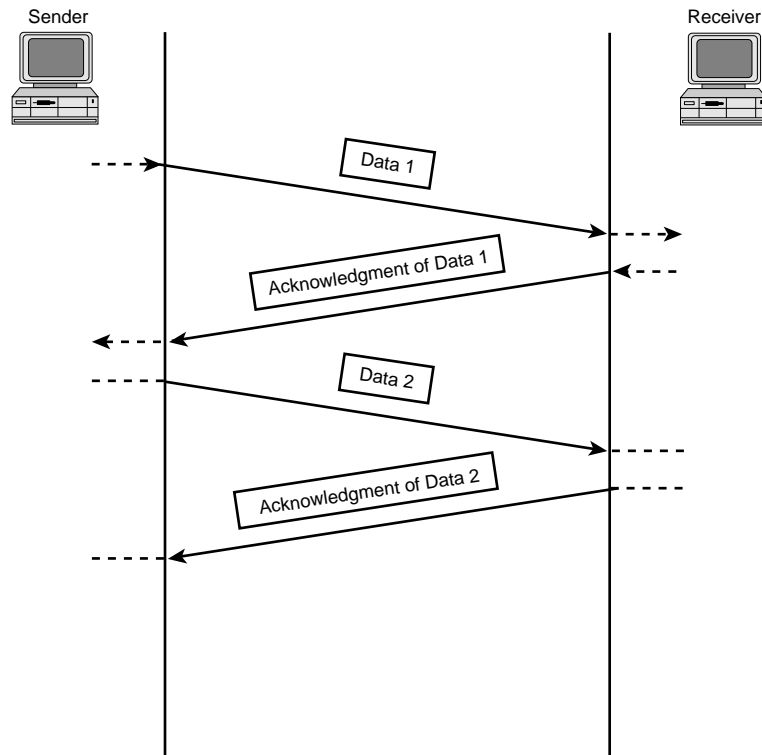 Sender
Receiver
Data 1
Acknowledgment of Data 1
Data 2
Acknowledgment of Data 2